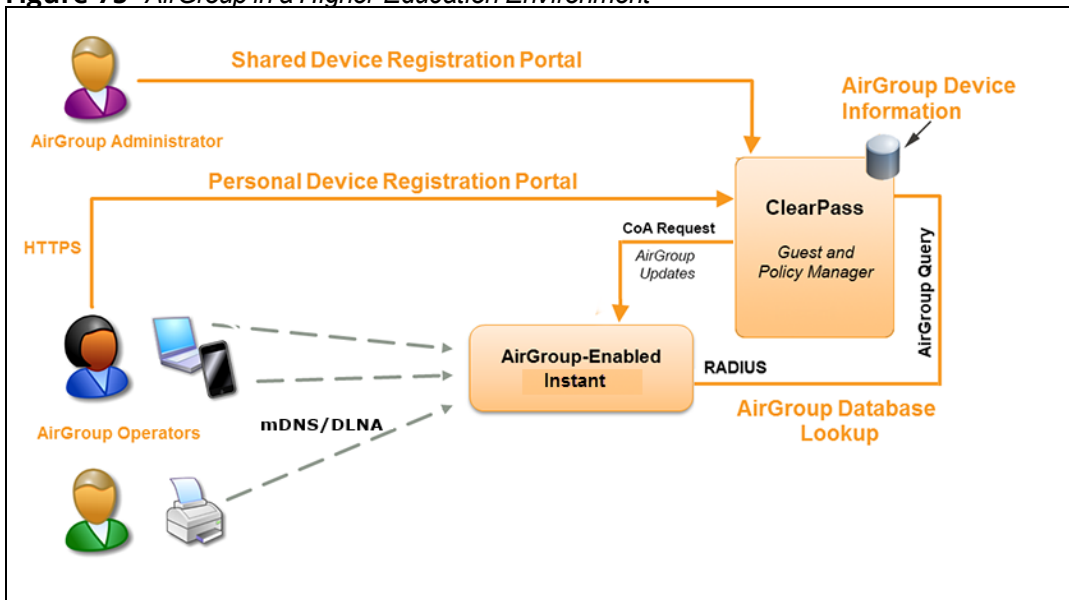 Figure 75 AirGroup in a Higher Education Environment
Shared Device Registration Portal
AirGroup Administrator
AirGroup Device
Information
Personal Device Registration Portal
HTTPS
CoA Request
AirGroup
Updates
ClearPass
Guest and
Policy Manager
AirGroup Query
AirGroup-Enabled
Instant
RADIUS
AirGroup Database
Lookup
mDNS/DLNA
AirGroup Operators